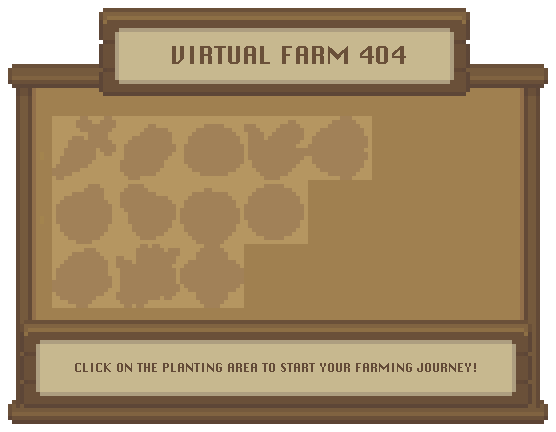 VIRTUAL FARM 404
CLICK ON THE PLANTING AREA TO START YOUR FARMING JOURNEY!